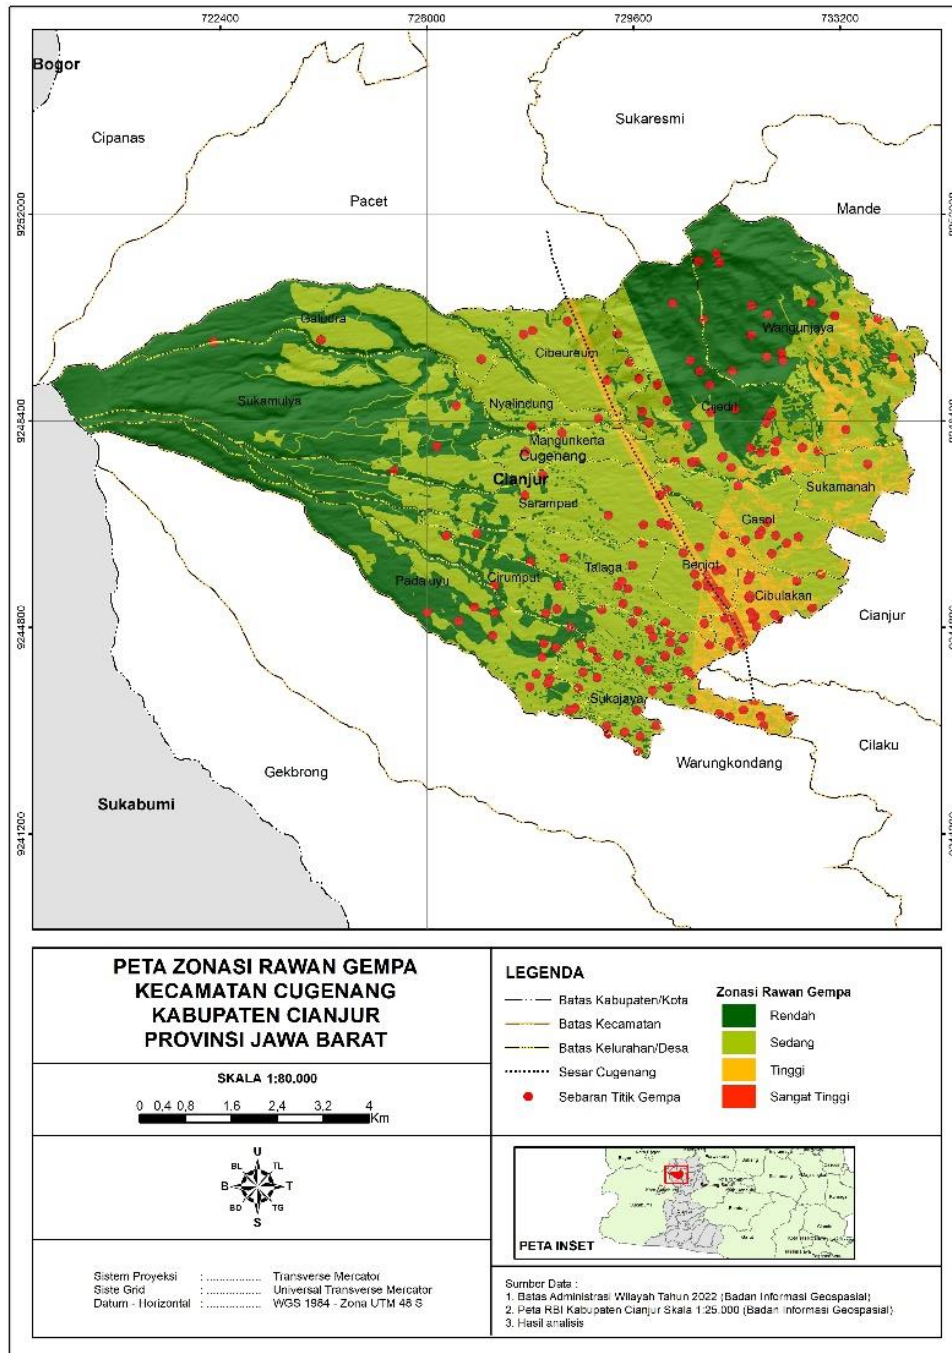 722400 726000 729600 733200
Bogor
Cipanas
Sukaresmi
Pacet
Mande
9252000
Galudra
Wangunjaya
Cibeureum
Sukamulya
Nyalindung
Cijedil
9248400
Mangunkerta
Cugenang
Cianjur
Sukamanah
Sarampad
Gasol
Talaga
Benjot
Padaluyu
Cirumput
Cibulakan
9244800
Cianjur
Sukajaya
Cilaku
Warungkondang
Gekbrong
Sukabumi
9241200
PETA ZONASI RAWAN GEMPA
KECAMATAN CUGENANG
KABUPATEN CIANJUR
PROVINSI JAWA BARAT
SKALA 1:80.000
0 0,4 0,8 1,6 2,4 3,2 4
Km
U
BL TL
B T
BD TG
S
Sistem Proyeksi : ................ Transverse Mercator
Siste Grid : ................ Universal Transverse Mercator
Datum - Horizontal : ................ WGS 1984 - Zona UTM 48 S
LEGENDA
Batas Kabupaten/Kota
Batas Kecamatan
Batas Kelurahan/Desa
Sesar Cugenang
Sebaran Titik Gempa
Zonasi Rawan Gempa
Rendah
Sedang
Tinggi
Sangat Tinggi
PETA INSET
Sumber Data :
1. Batas Administrasi Wilayah Tahun 2022 (Badan Informasi Geospasial)
2. Peta RBI Kabupaten Cianjur Skala 1:25.000 (Badan Informasi Geospasial)
3. Hasil analisis